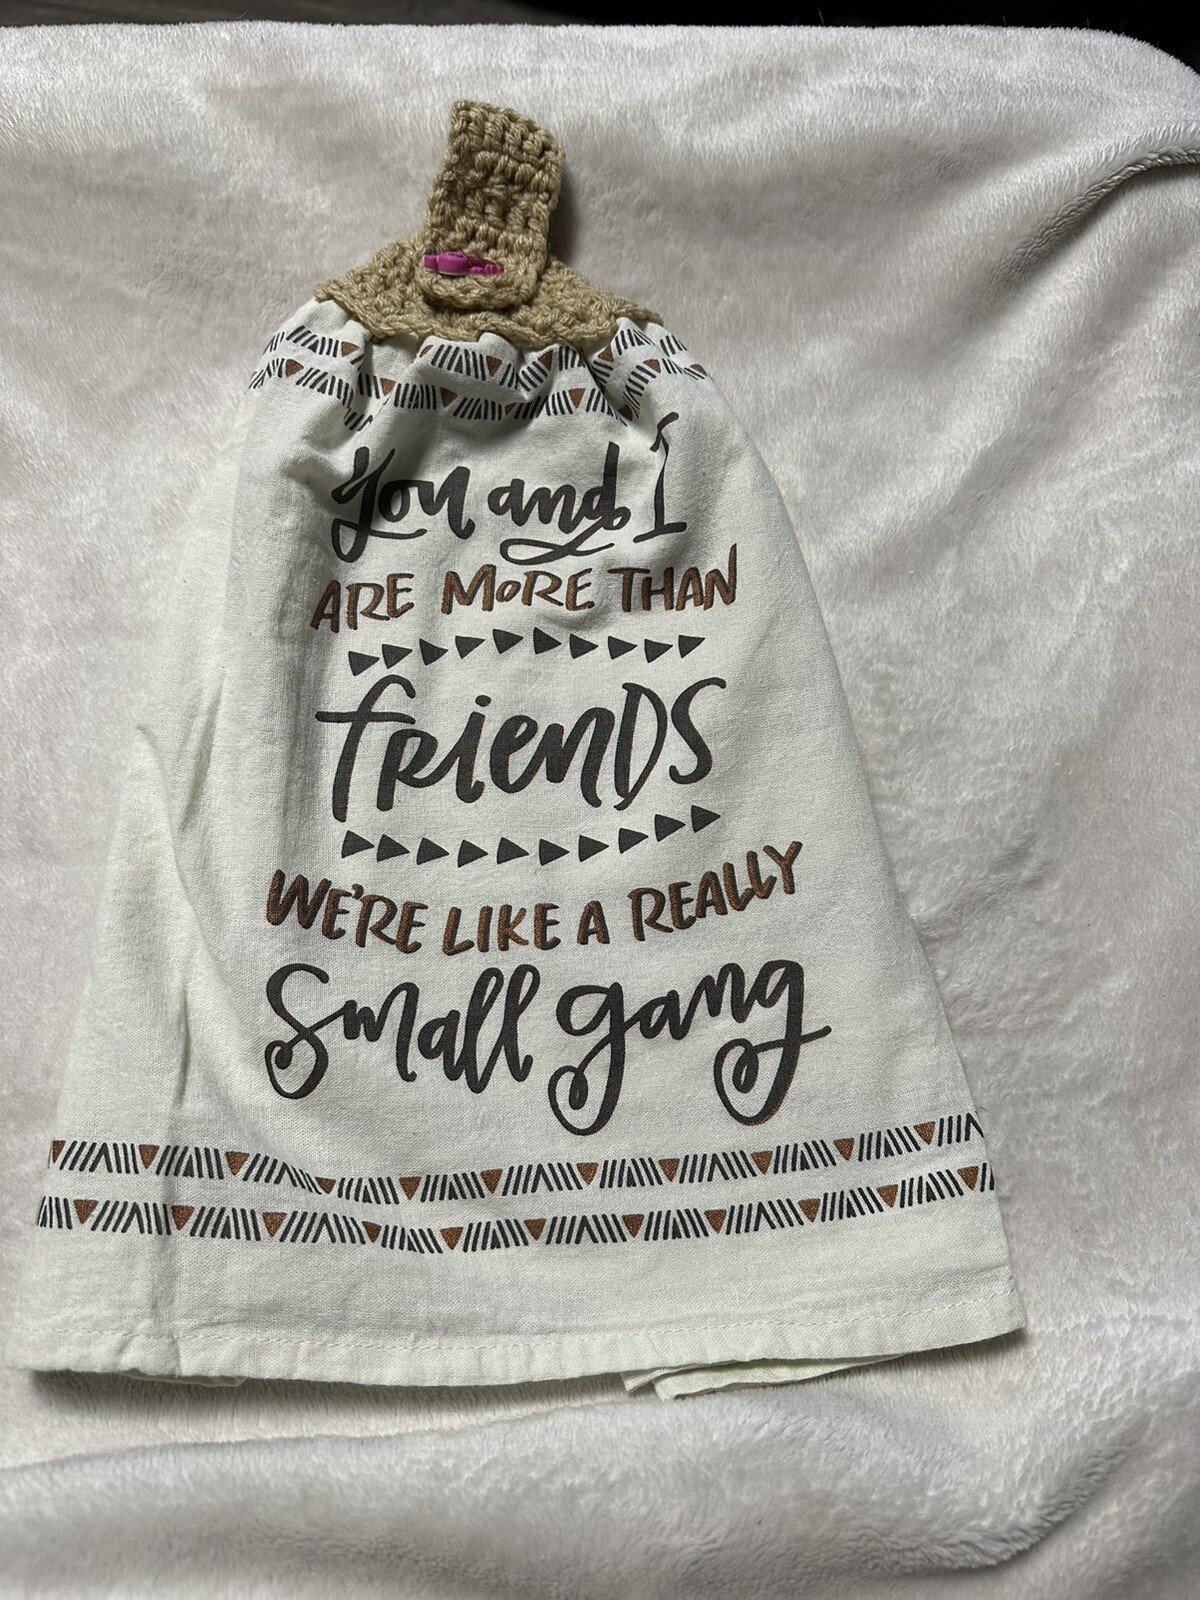 You and I
ARE MORE THAN
friends
WE'RE LIKE A REALLY
Small gang